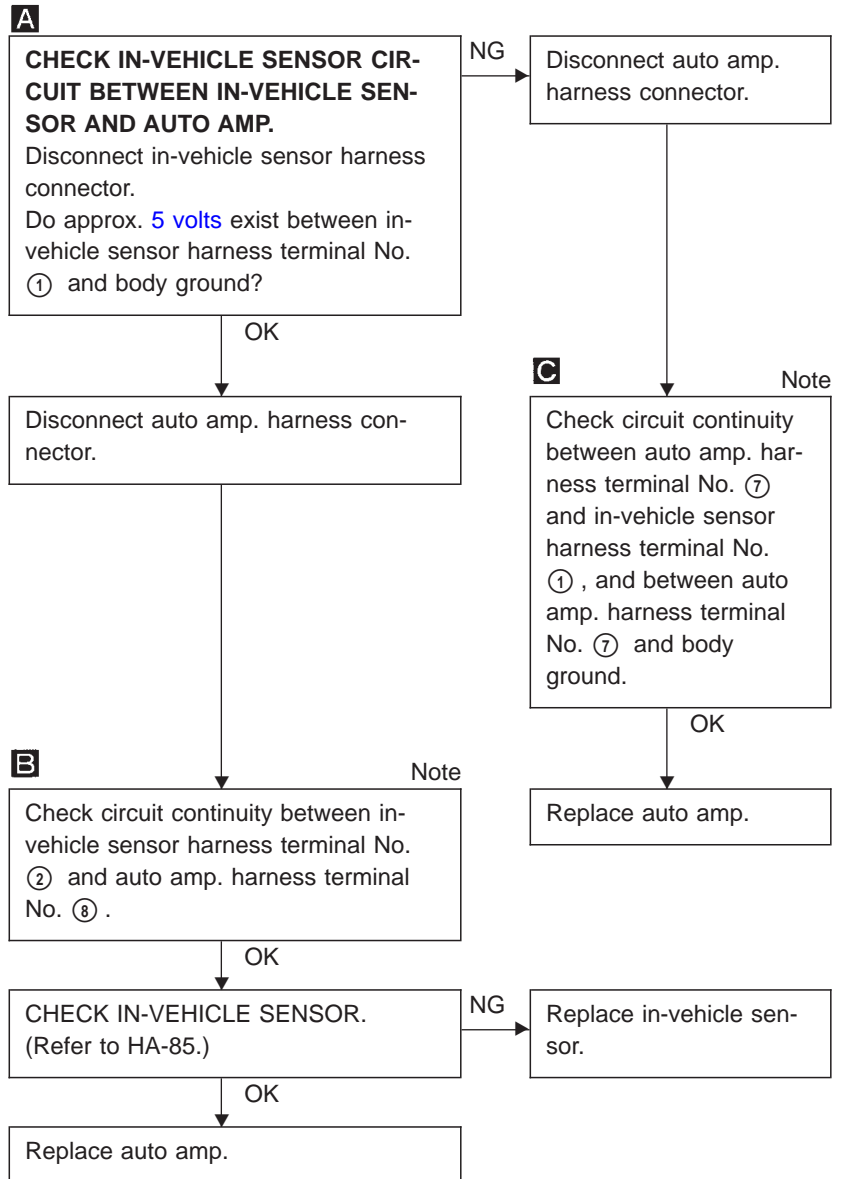 A
CHECK IN-VEHICLE SENSOR CIR-
CUIT BETWEEN IN-VEHICLE SEN-
SOR AND AUTO AMP.
Disconnect in-vehicle sensor harness
connector.
Do approx. 5 volts exist between in-
vehicle sensor harness terminal No.
① and body ground?
NG
Disconnect auto amp.
harness connector.
OK
Disconnect auto amp. harness con-
nector.
C
Note
Check circuit continuity
between auto amp. har-
ness terminal No. ⑦
and in-vehicle sensor
harness terminal No.
① , and between auto
amp. harness terminal
No. ⑦ and body
ground.
OK
Replace auto amp.
B
Note
Check circuit continuity between in-
vehicle sensor harness terminal No.
② and auto amp. harness terminal
No. ⑧ .
OK
CHECK IN-VEHICLE SENSOR.
(Refer to HA-85.)
NG
Replace in-vehicle sen-
sor.
OK
Replace auto amp.